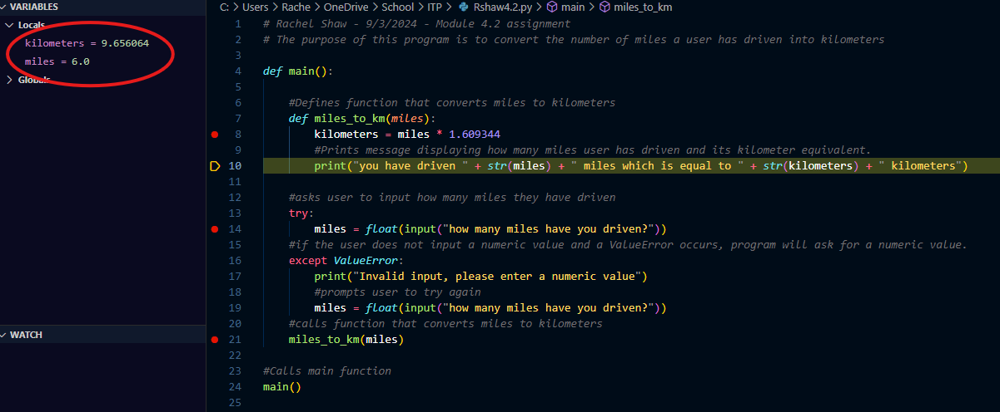 VARIABLES
Locals
kilometers = 9.656064
miles = 6.0
Globals
WATCH
C: > Users > Rache > OneDrive > School > ITP > Rshaw4.2.py > main > miles_to_km
1 # Rachel Shaw - 9/3/2024 - Module 4.2 assignment
2 # The purpose of this program is to convert the number of miles a user has driven into kilometers
3
4 def main():
5
6 #Defines function that converts miles to kilometers
7 def miles_to_km(miles):
8 kilometers = miles * 1.609344
9 #Prints message displaying how many miles user has driven and its kilometer equivalent.
10 print("you have driven " + str(miles) + " miles which is equal to " + str(kilometers) + " kilometers")
11
12 #asks user to input how many miles they have driven
13 try:
14 miles = float(input("how many miles have you driven?"))
15 #if the user does not input a numeric value and a ValueError occurs, program will ask for a numeric value.
16 except ValueError:
17 print("Invalid input, please enter a numeric value")
18 #prompts user to try again
19 miles = float(input("how many miles have you driven?"))
20 #calls function that converts miles to kilometers
21 miles_to_km(miles)
22
23 #Calls main function
24 main()
25